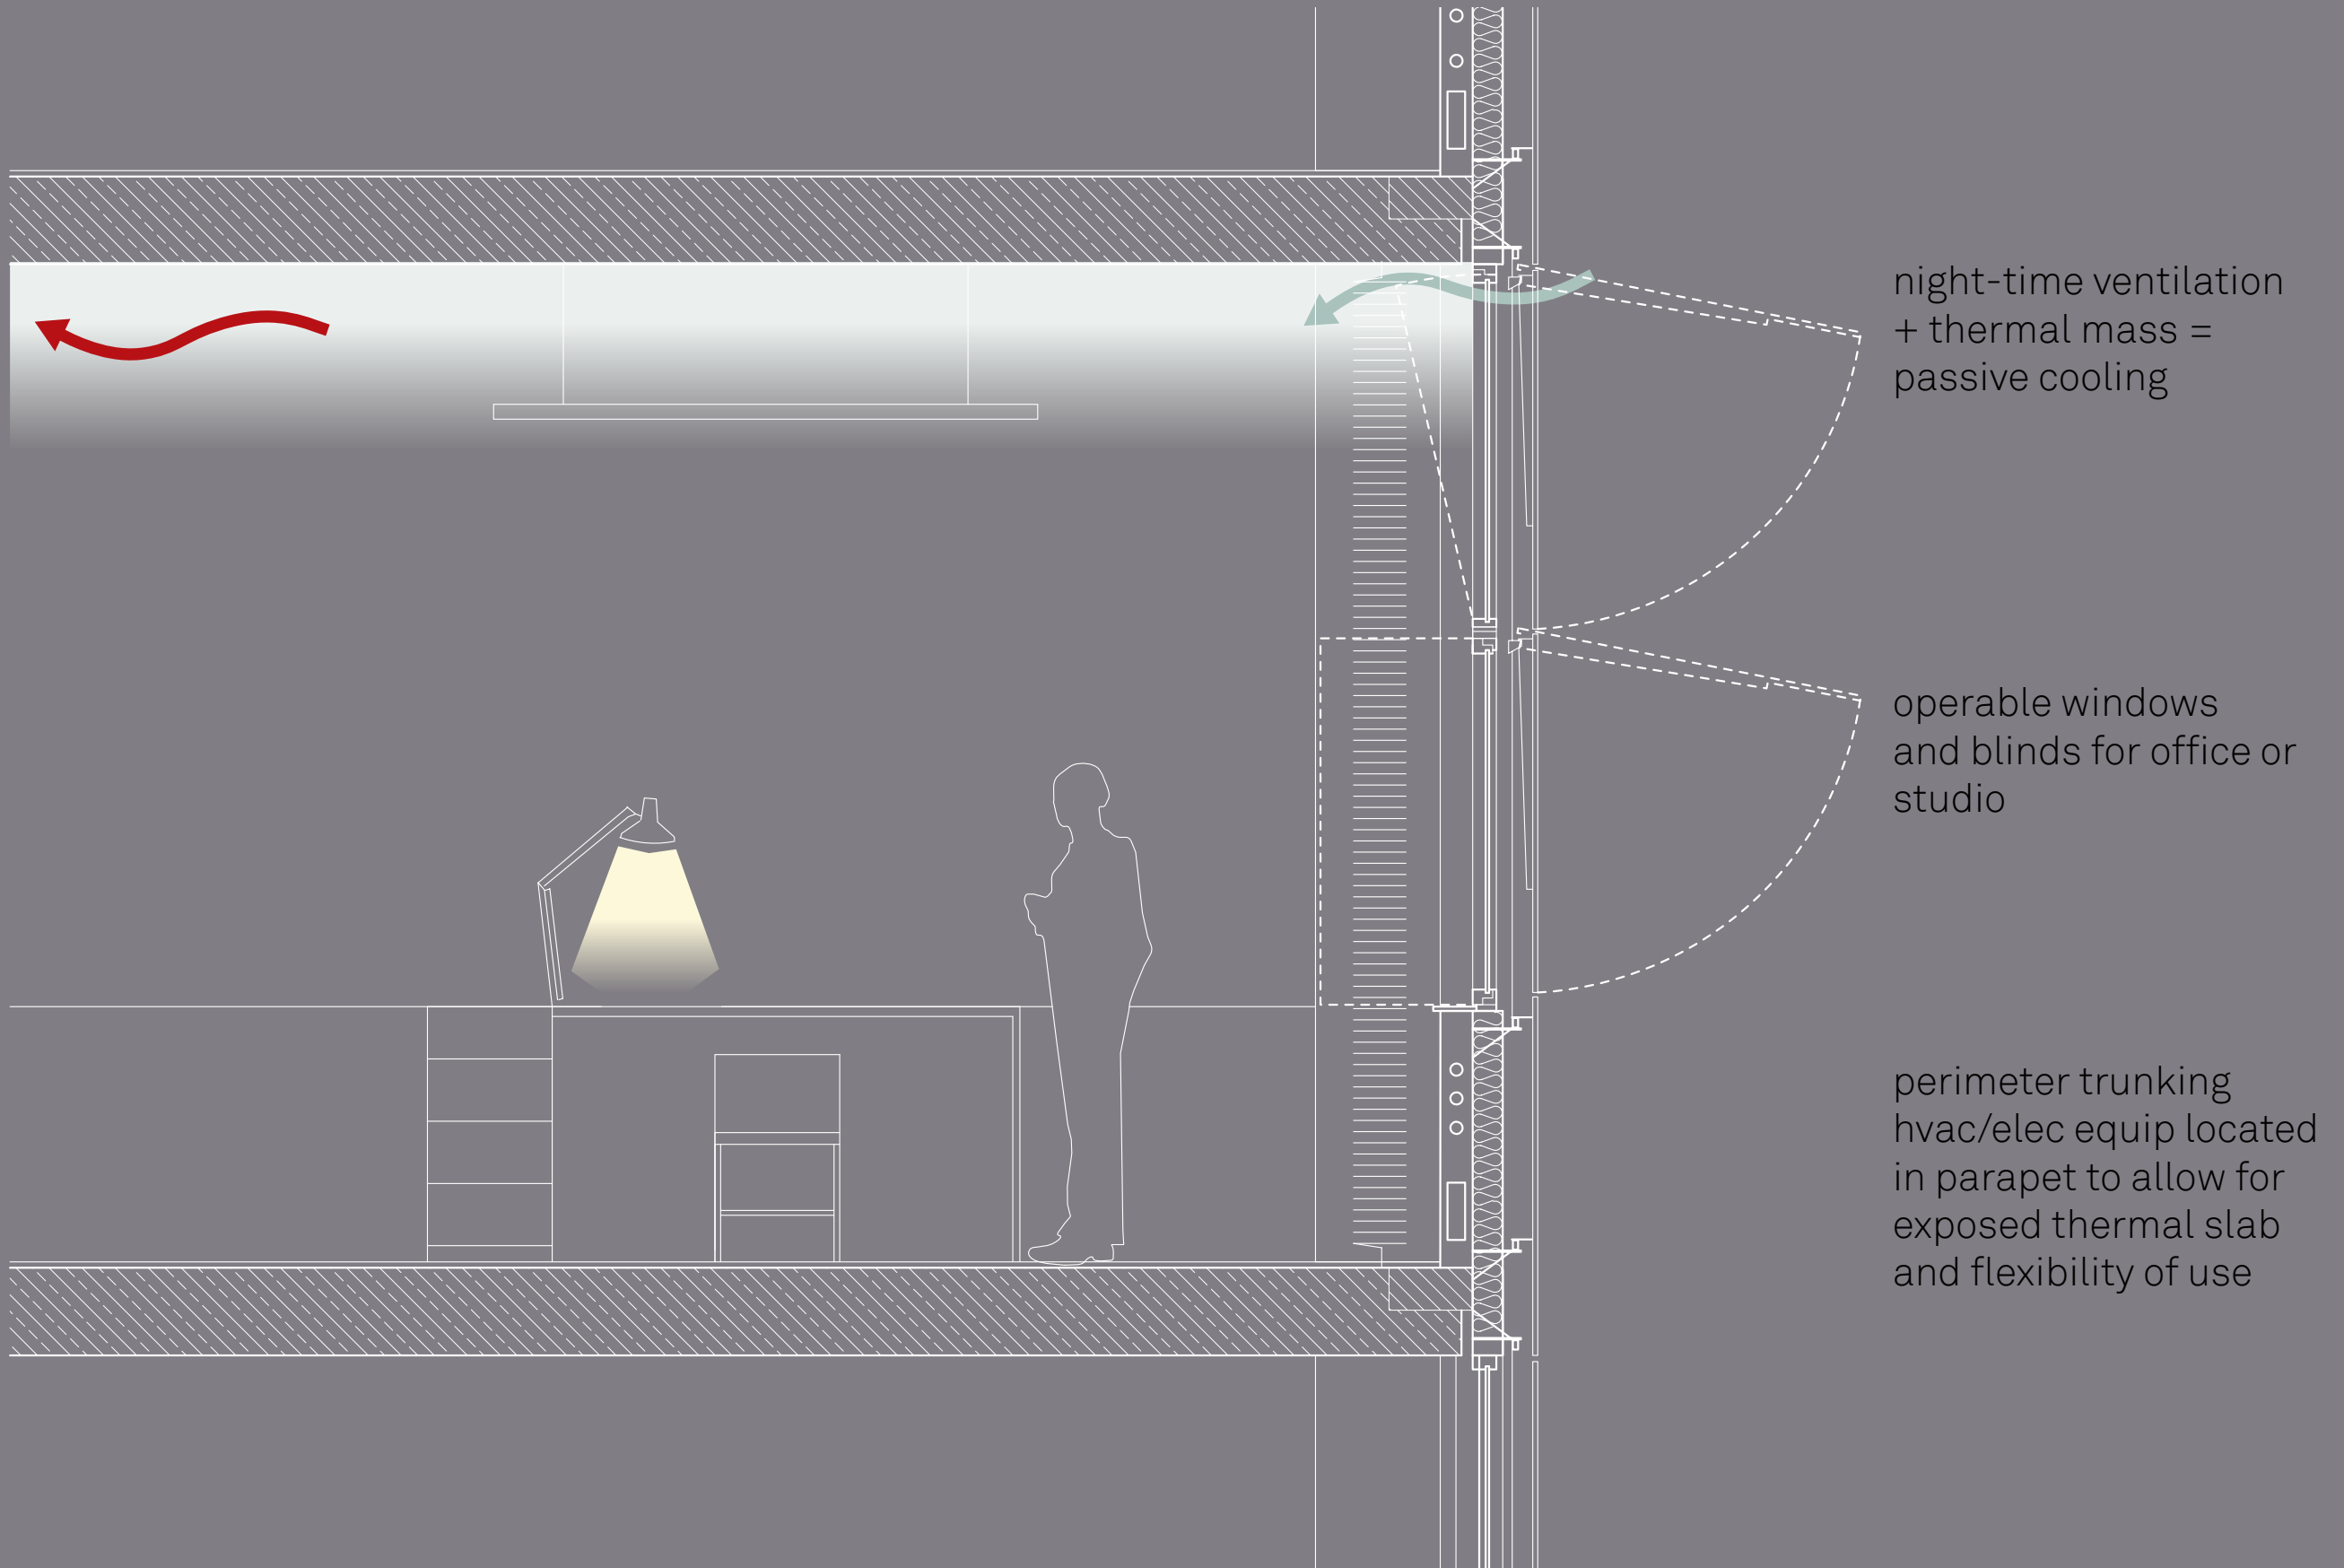 night-time ventilation
+ thermal mass =
passive cooling
operable windows
and blinds for office or
studio
perimeter trunking
hvac/elec equip located
in parapet to allow for
exposed thermal slab
and flexibility of use